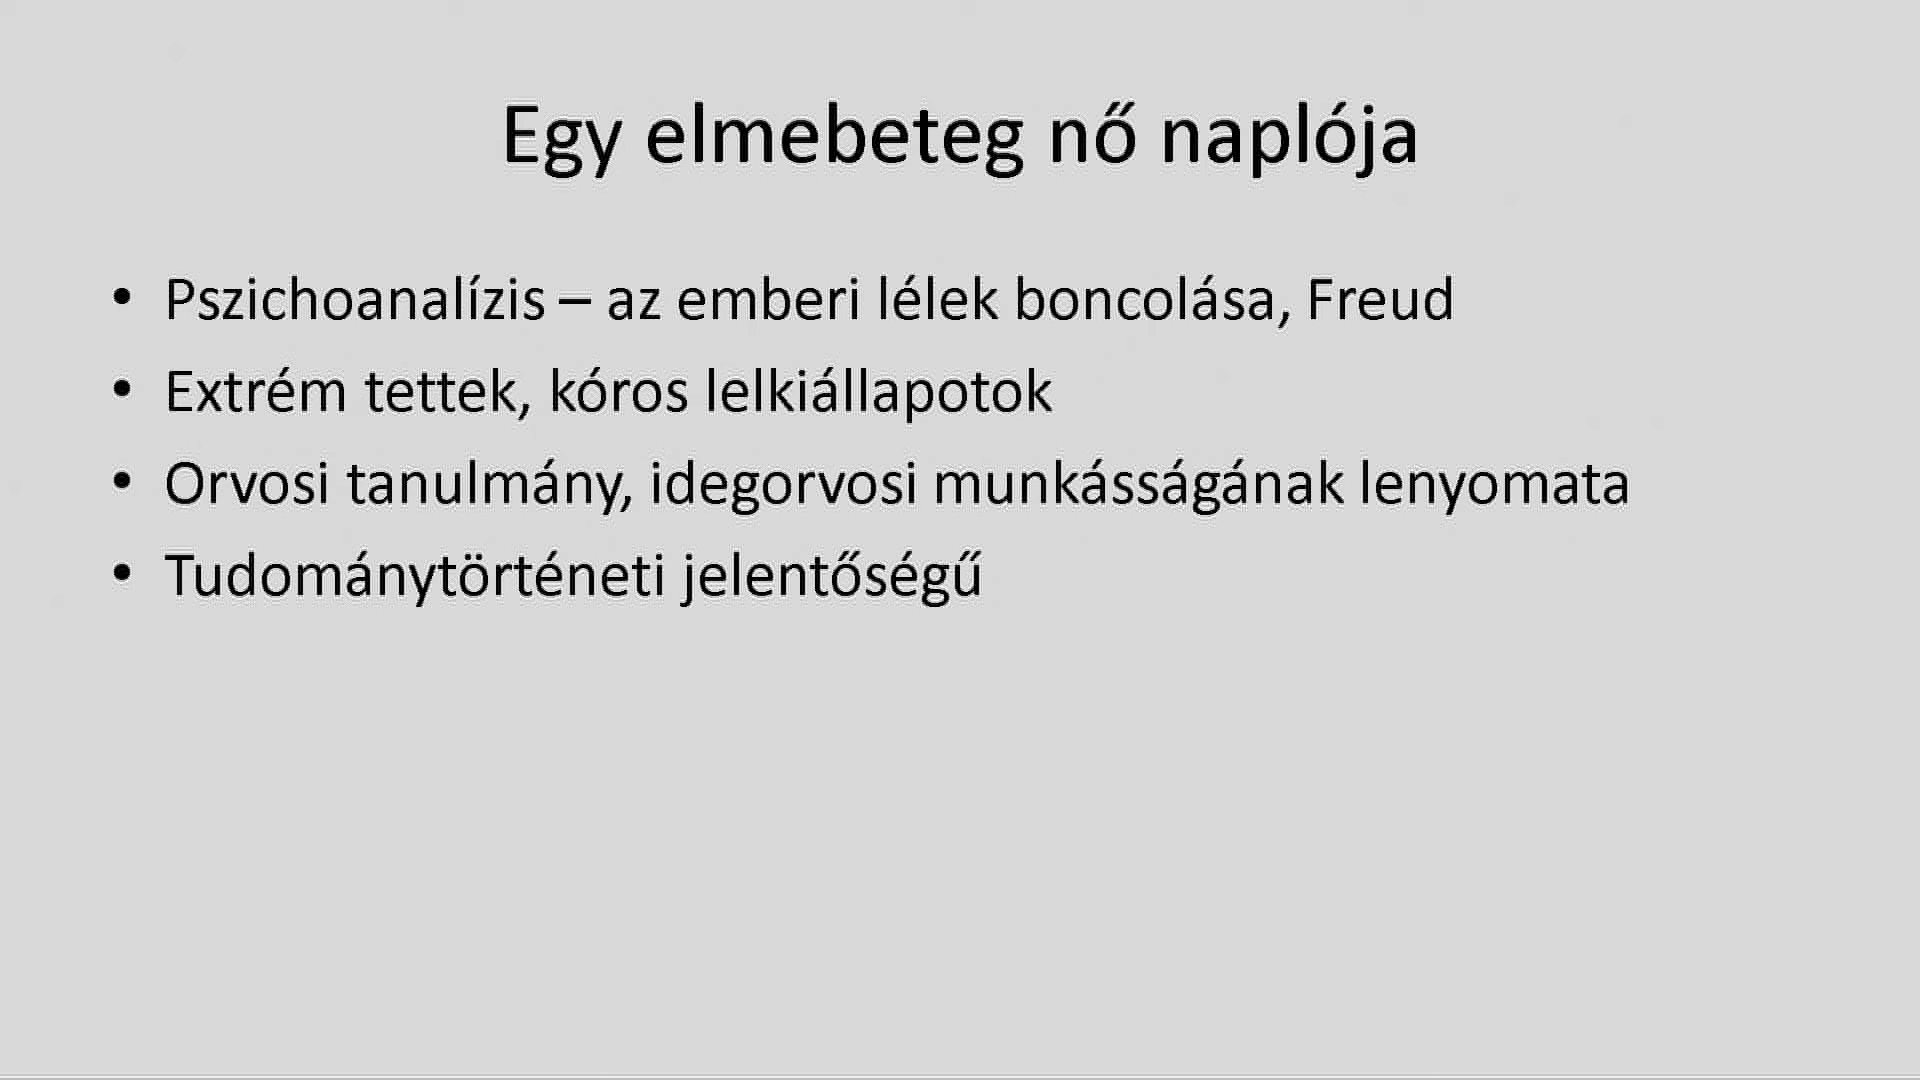 Egy elmebeteg nő naplója
• Pszichoanalízis – az emberi lélek boncolása, Freud
• Extrém tettek, kóros lelkiállapotok
• Orvosi tanulmány, idegorvosi munkásságának lenyomata
• Tudománytörténeti jelentőségű